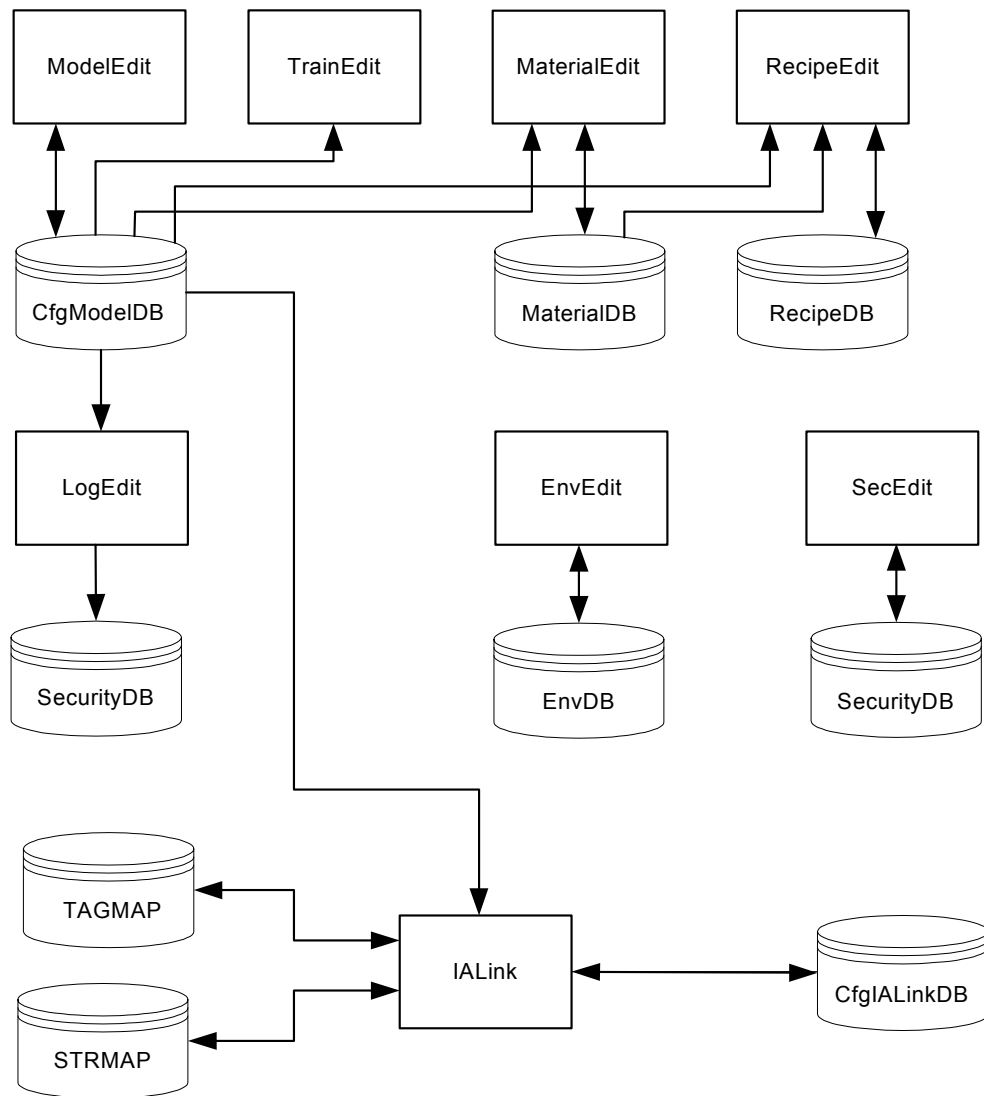 ModelEdit
TrainEdit
MaterialEdit
RecipeEdit
CfgModelDB
MaterialDB
RecipeDB
LogEdit
EnvEdit
SecEdit
SecurityDB
EnvDB
SecurityDB
TAGMAP
IALink
CfgIALinkDB
STRMAP